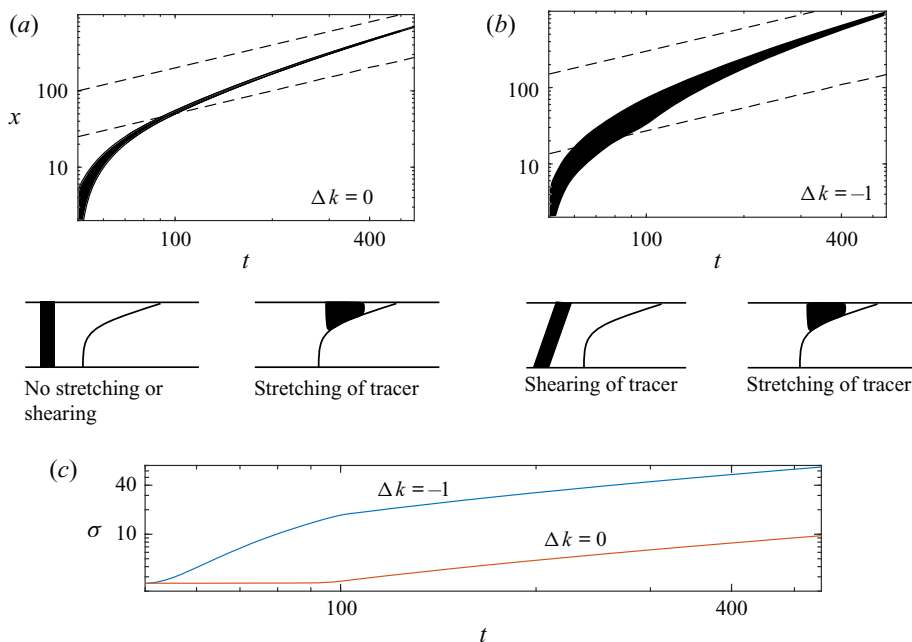 (a)
100
x
10
Δk = 0
100
400
t
(b)
100
10
Δk = –1
100
400
t
No stretching or
shearing
Stretching of tracer
Shearing of tracer
Stretching of tracer
(c)
40
σ
10
Δk = –1
Δk = 0
100
400
t